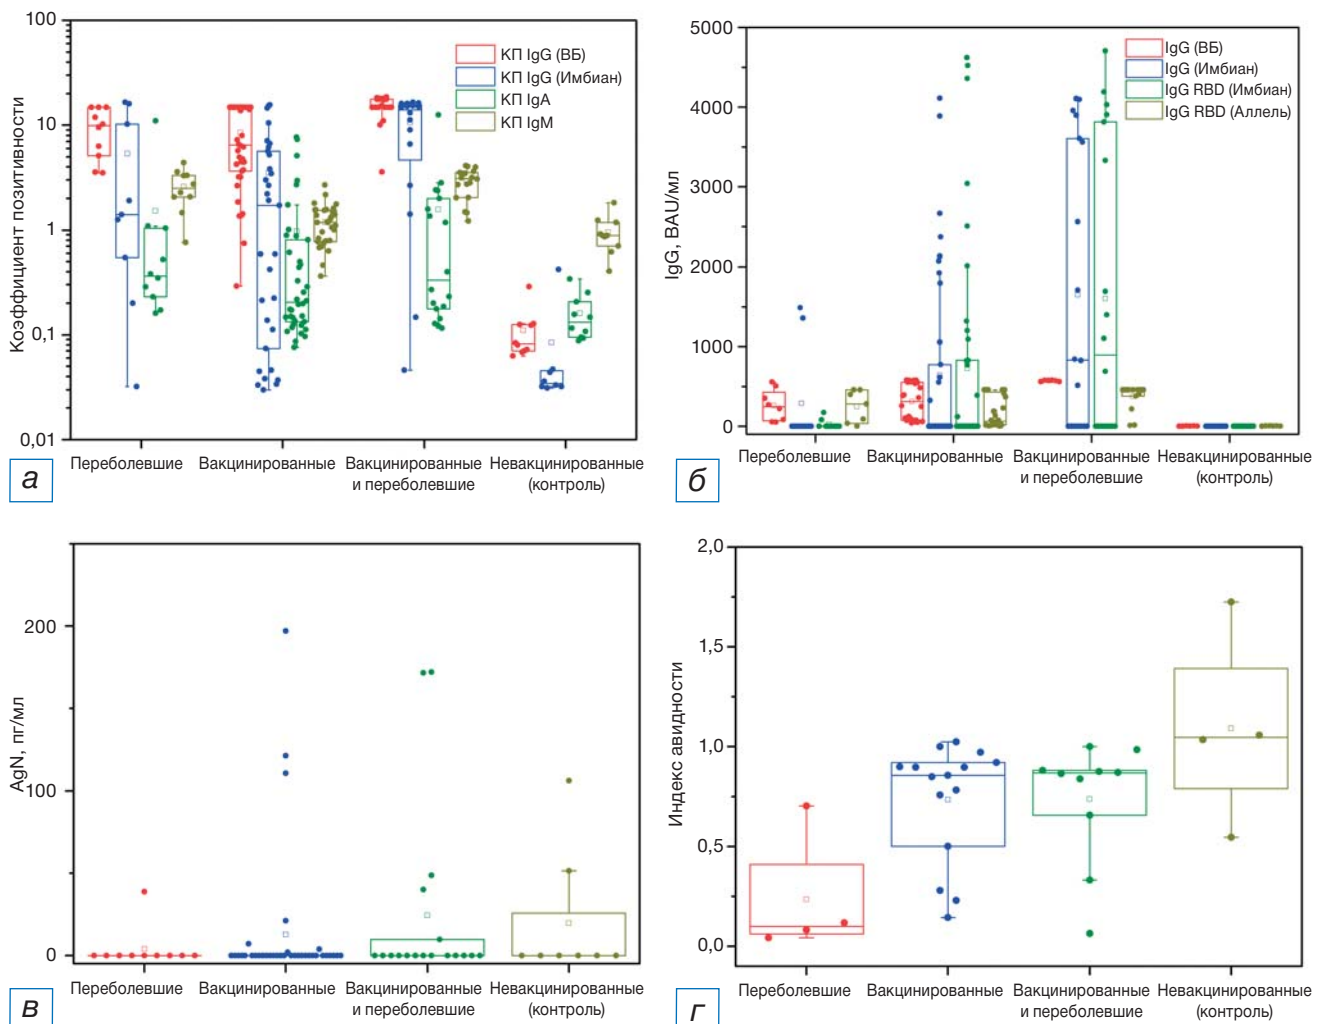 100
10
1
0,1
0,01
Коэффициент позитивности
КП IgG (ВБ)
КП IgG (Имбиан)
КП IgA
КП IgM
Переболевшие
Вакцинированные
Вакцинированные
и переболевшие
Невакцинированные
(контроль)
а
5000
4000
3000
2000
1000
0
IgG, BAU/мл
IgG (ВБ)
IgG (Имбиан)
IgG RBD (Имбиан)
IgG RBD (Аллель)
Переболевшие
Вакцинированные
Вакцинированные
и переболевшие
Невакцинированные
(контроль)
б
200
100
0
AgN, пг/мл
Переболевшие
Вакцинированные
Вакцинированные
и переболевшие
Невакцинированные
(контроль)
в
2,0
1,5
1,0
0,5
0,0
Индекс авидности
Переболевшие
Вакцинированные
Вакцинированные
и переболевшие
Невакцинированные
(контроль)
г